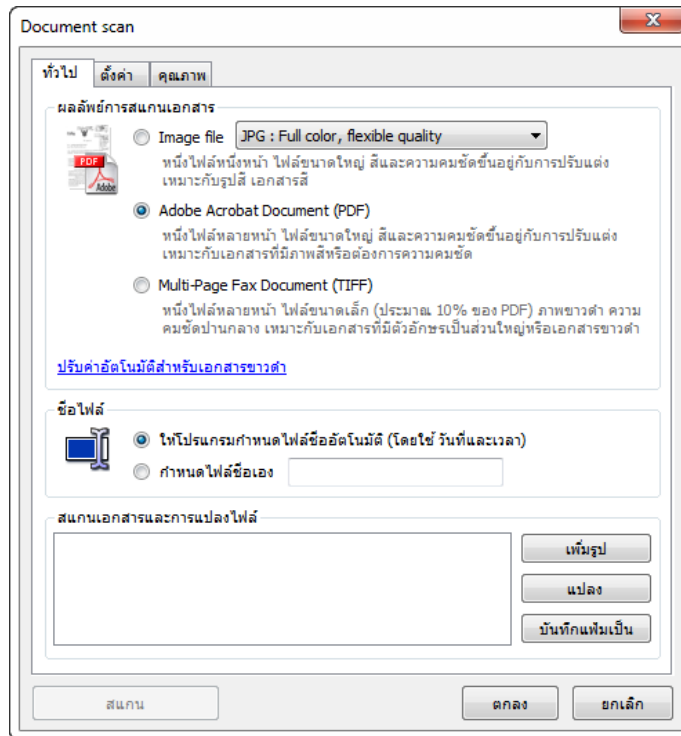 Document scan
ทั่วไป ตั้งค่า คุณภาพ
ผลลัพธ์การสแกนเอกสาร
Image file JPG : Full color, flexible quality
หนึ่งไฟล์หนึ่งหน้า ไฟล์ขนาดใหญ่ สีและความคมชัดขึ้นอยู่กับการปรับแต่ง
เหมาะกับรูปสี เอกสารสี
PDF
Adobe
Adobe Acrobat Document (PDF)
หนึ่งไฟล์หลายหน้า ไฟล์ขนาดใหญ่ สีและความคมชัดขึ้นอยู่กับการปรับแต่ง
เหมาะกับเอกสารที่มีภาพสีหรือต้องการความคมชัด
Multi-Page Fax Document (TIFF)
หนึ่งไฟล์หลายหน้า ไฟล์ขนาดเล็ก (ประมาณ 10% ของ PDF) ภาพขาวดำ ความ
คมชัดปานกลาง เหมาะกับเอกสารที่มีตัวอักษรเป็นส่วนใหญ่หรือเอกสารขาวดำ
ปรับค่าอัตโนมัติสำหรับเอกสารขาวดำ
ชื่อไฟล์
ให้โปรแกรมกำหนดไฟล์ชื่ออัตโนมัติ (โดยใช้ วันที่และเวลา)
กำหนดไฟล์ชื่อเอง
สแกนเอกสารและการแปลงไฟล์
เพิ่มรูป
แปลง
บันทึกแฟ้มเป็น
สแกน ตกลง ยกเลิก